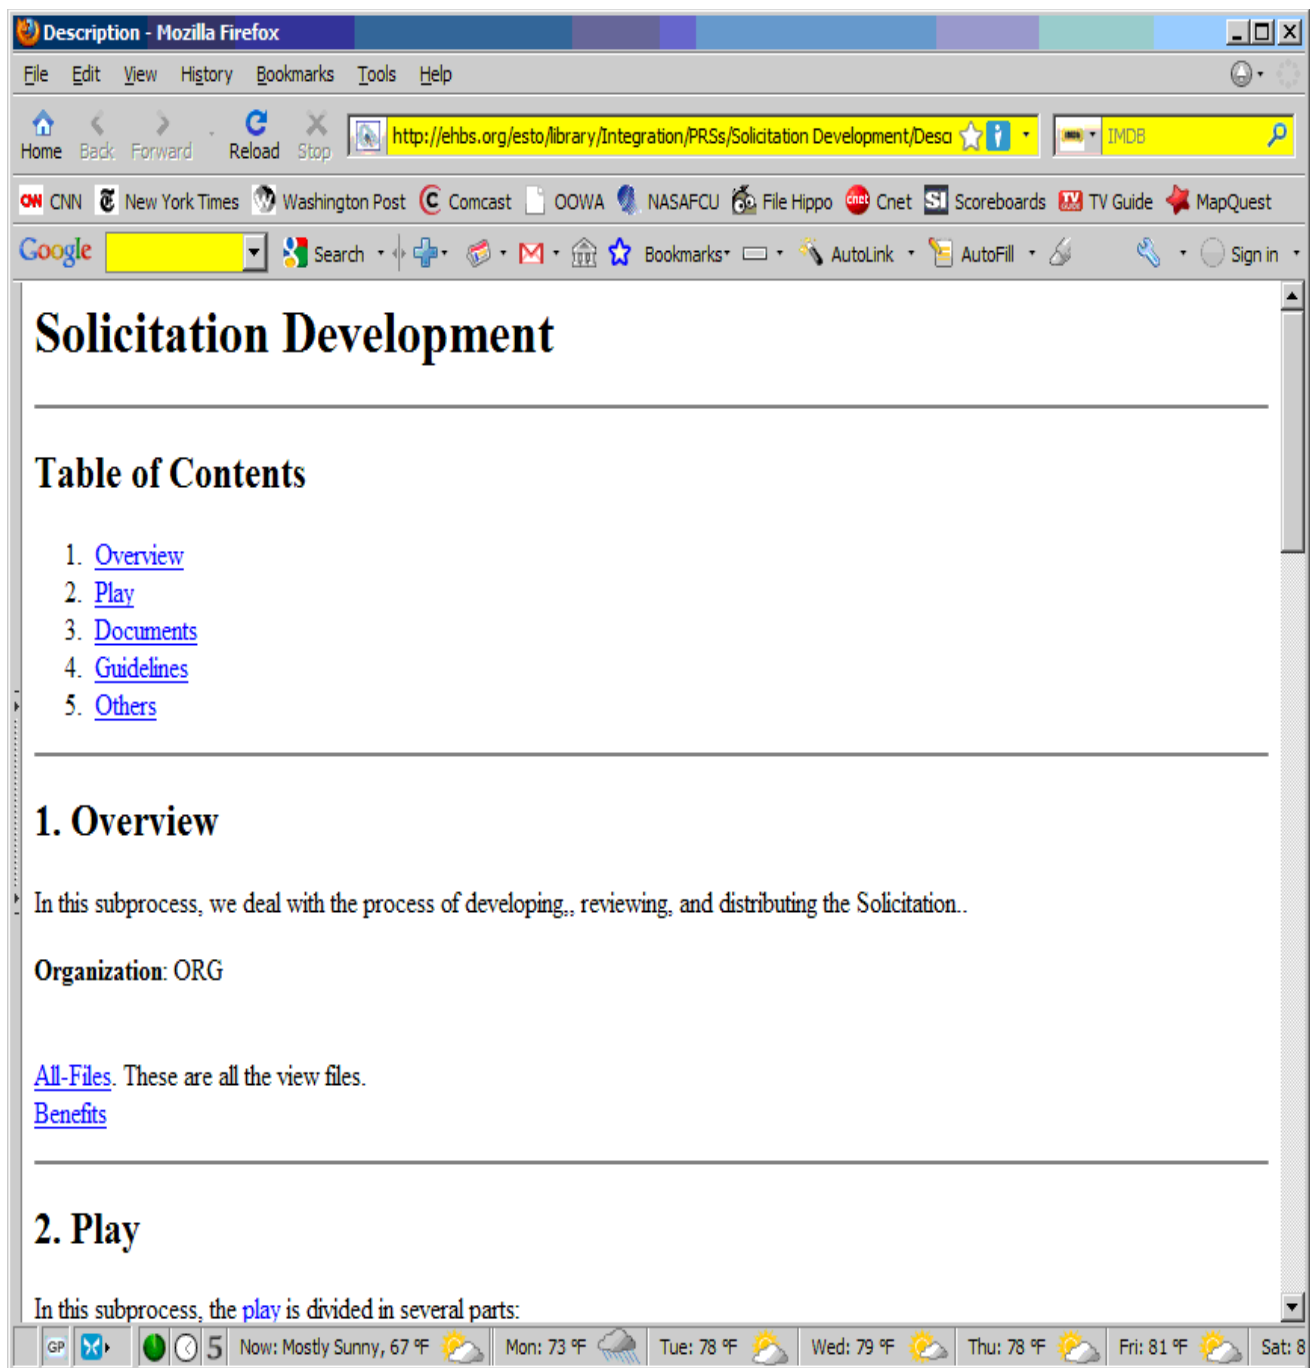 Description - Mozilla Firefox
File Edit View History Bookmarks Tools Help
Home Back Forward Reload Stop http://ehbs.org/esto/library/Integration/PRSs/Solicitation Development/Descr IMDB
CNN New York Times Washington Post Comcast OOWA NASAFCU File Hippo Cnet Scoreboards TV Guide MapQuest
Google Search Bookmarks AutoLink AutoFill Sign in
Solicitation Development
Table of Contents
1. Overview
2. Play
3. Documents
4. Guidelines
5. Others
1. Overview
In this subprocess, we deal with the process of developing,, reviewing, and distributing the Solicitation..
Organization: ORG
All-Files. These are all the view files.
Benefits
2. Play
In this subprocess, the play is divided in several parts:
GP 5 Now: Mostly Sunny, 67 °F Mon: 73 °F Tue: 78 °F Wed: 79 °F Thu: 78 °F Fri: 81 °F Sat: 8